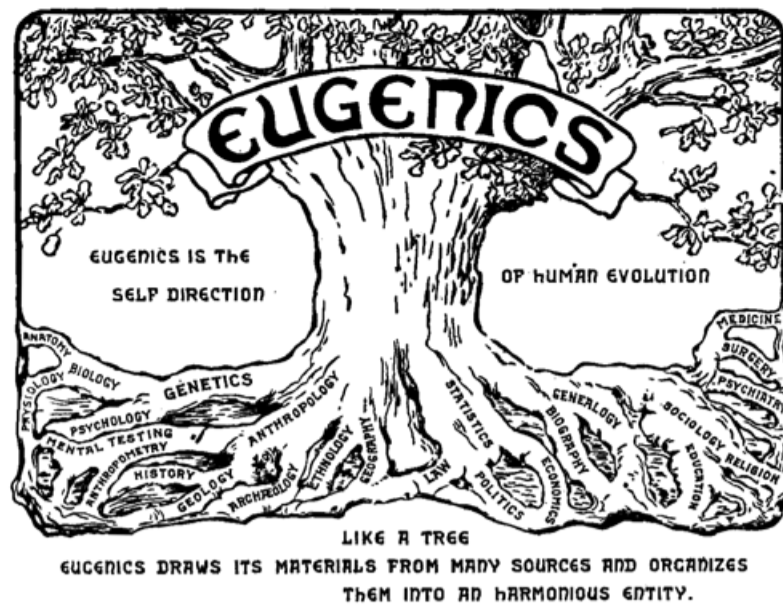 EUGENICS
EUGENICS IS THE
SELF DIRECTION
OF HUMAN EVOLUTION
ANATOMY
PHYSIOLOGY
BIOLOGY
GENETICS
PSYCHOLOGY
MENTAL TESTING
ANTHROPOMETRY
HISTORY
GEOLOGY
ANTHROPOLOGY
ARCHÆOLOGY
ETHNOLOGY
GEOGRAPHY
LAW
STATISTICS
POLITICS
ECONOMICS
BIOGRAPHY
GENEALOGY
EDUCATION
SOCIOLOGY
RELIGION
PSYCHIATRY
SURGERY
MEDICINE
LIKE A TREE
EUGENICS DRAWS ITS MATERIALS FROM MANY SOURCES AND ORGANIZES
THEM INTO AN HARMONIOUS ENTITY.